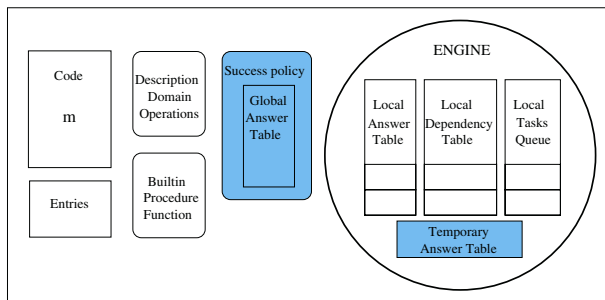 Code
m
Entries
Description
Domain
Operations
Builtin
Procedure
Function
Success policy
Global
Answer
Table
ENGINE
Local
Answer
Table
Local
Dependency
Table
Local
Tasks
Queue
Temporary
Answer Table